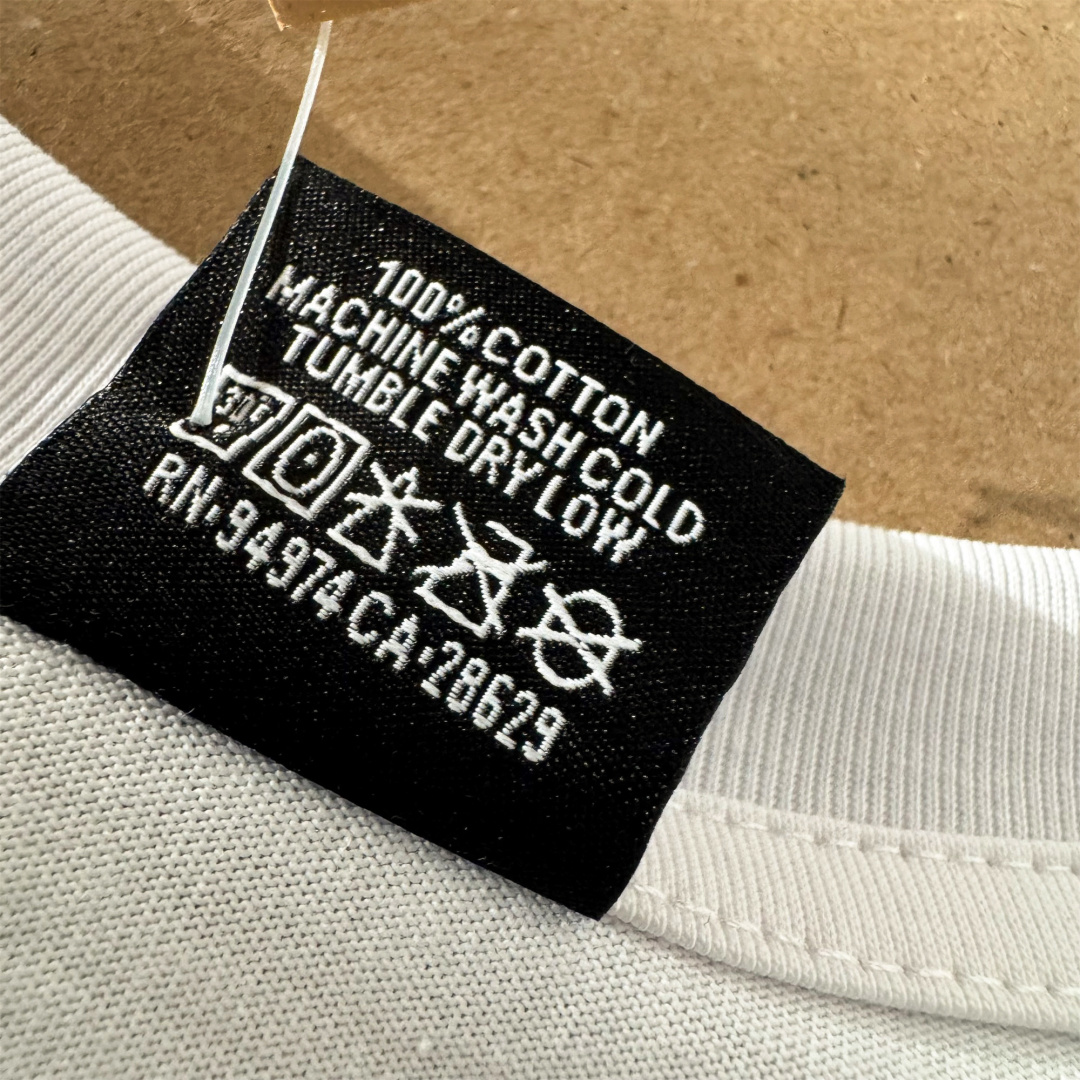 100% COTTON
MACHINE WASH COLD
TUMBLE DRY LOW
RN:94974 CA:28629